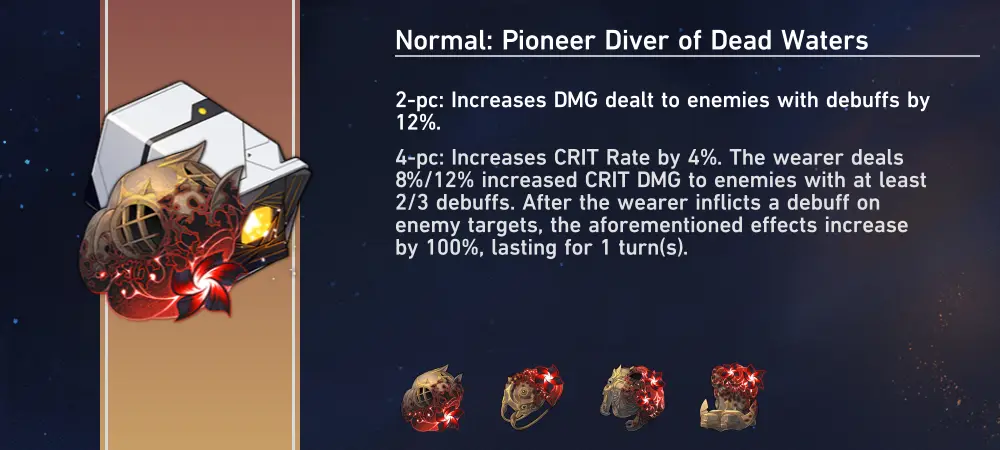 Normal: Pioneer Diver of Dead Waters
2-pc: Increases DMG dealt to enemies with debuffs by
12%.
4-pc: Increases CRIT Rate by 4%. The wearer deals
8%/12% increased CRIT DMG to enemies with at least
2/3 debuffs. After the wearer inflicts a debuff on
enemy targets, the aforementioned effects increase
by 100%, lasting for 1 turn(s).